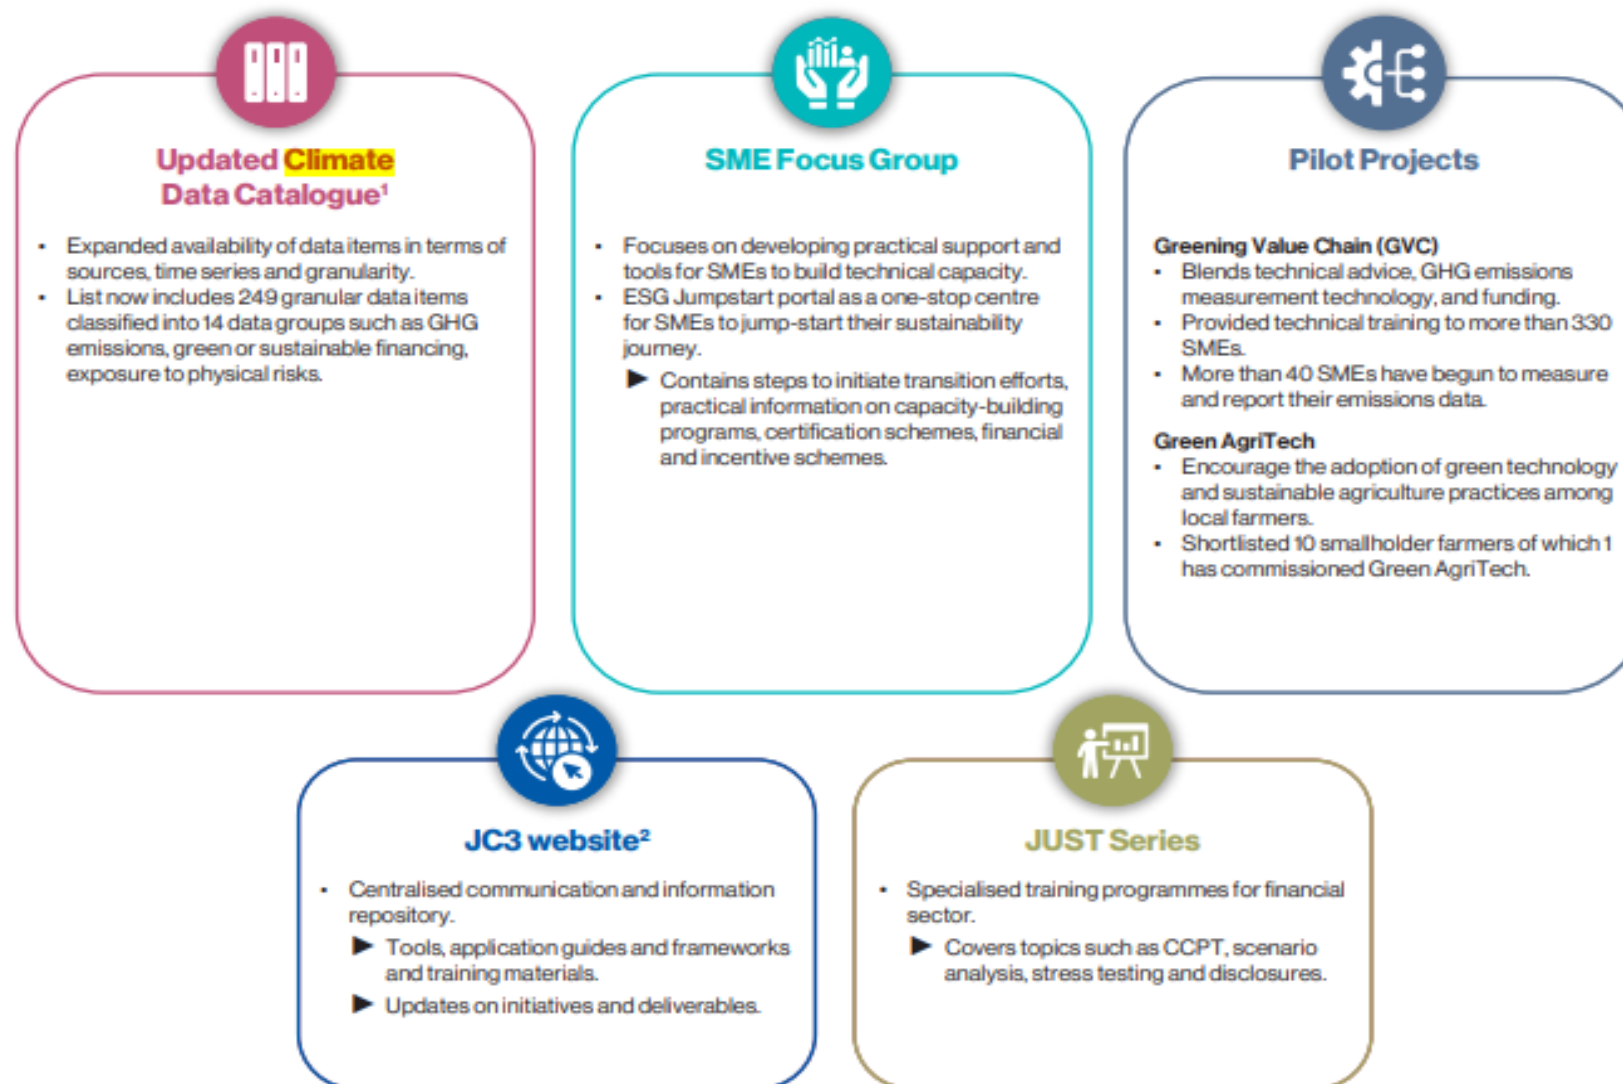 Updated Climate
Data Catalogue¹
• Expanded availability of data items in terms of
sources, time series and granularity.
• List now includes 249 granular data items
classified into 14 data groups such as GHG
emissions, green or sustainable financing,
exposure to physical risks.
SME Focus Group
• Focuses on developing practical support and
tools for SMEs to build technical capacity.
• ESG Jumpstart portal as a one-stop centre
for SMEs to jump-start their sustainability
journey.
► Contains steps to initiate transition efforts,
practical information on capacity-building
programs, certification schemes, financial
and incentive schemes.
Pilot Projects
Greening Value Chain (GVC)
• Blends technical advice, GHG emissions
measurement technology, and funding.
• Provided technical training to more than 330
SMEs.
• More than 40 SMEs have begun to measure
and report their emissions data.
Green AgriTech
• Encourage the adoption of green technology
and sustainable agriculture practices among
local farmers.
• Shortlisted 10 smallholder farmers of which 1
has commissioned Green AgriTech.
JC3 website²
• Centralised communication and information
repository.
► Tools, application guides and frameworks
and training materials.
► Updates on initiatives and deliverables.
JUST Series
• Specialised training programmes for financial
sector.
► Covers topics such as CCPT, scenario
analysis, stress testing and disclosures.